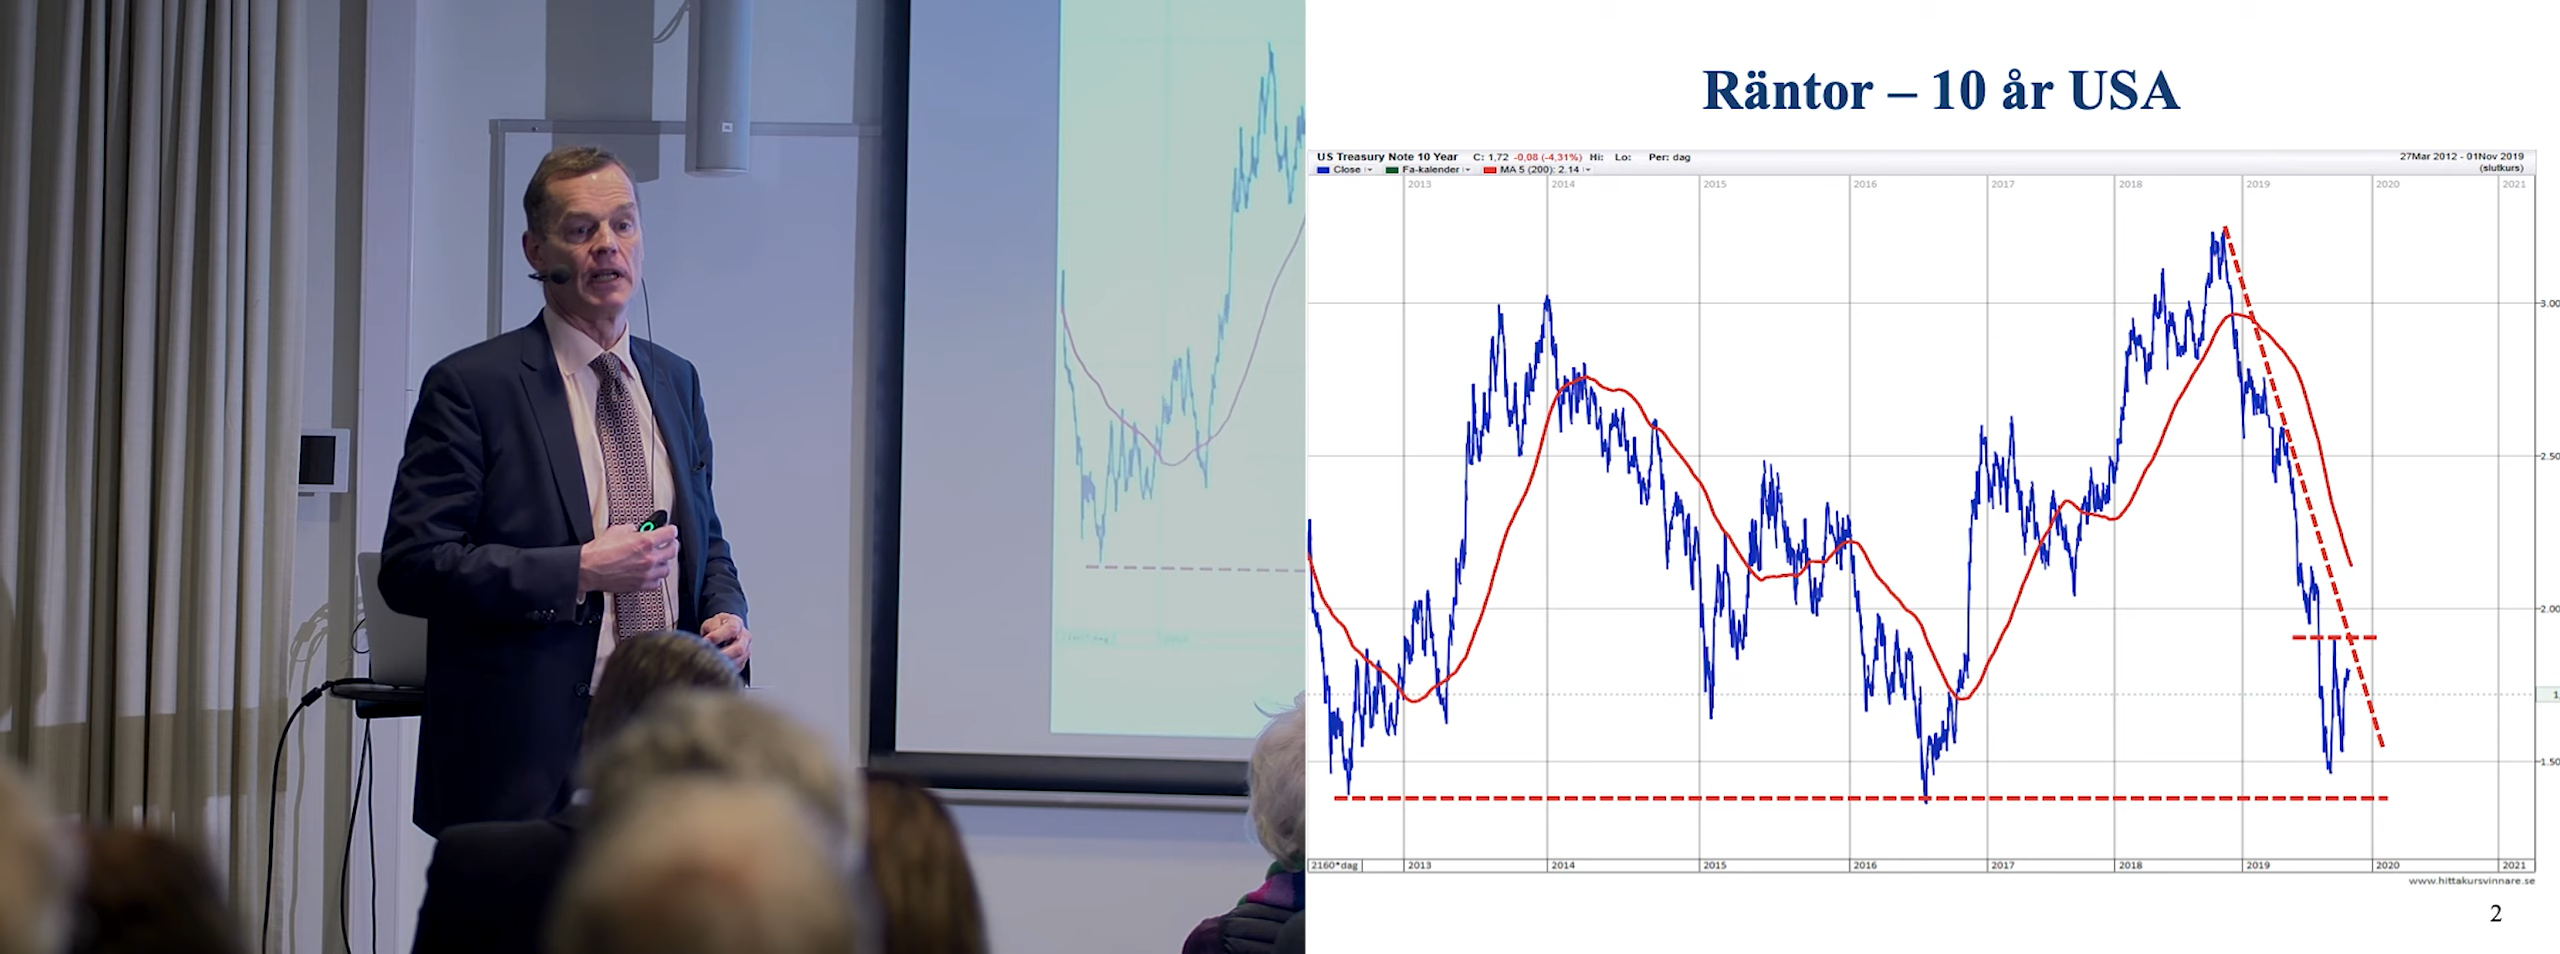 Räntor – 10 år USA
US Treasury Note 10 Year C: 1,72 -0,08 (-4,31%) Hi: Lo: Per: dag 27Mar 2012 - 01Nov 2019
Close Fa-kalender MA 5 (200): 2.14 (slutkurs)
2013 2014 2015 2016 2017 2018 2019 2020 2021
3.00
2.50
2.00
1.50
2160*dag 2013 2014 2015 2016 2017 2018 2019 2020 2021
www.hittakursvinnare.se
2